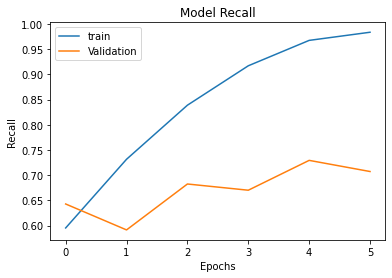 Model Recall
train
Validation
Recall
1.00
0.95
0.90
0.85
0.80
0.75
0.70
0.65
0.60
0 1 2 3 4 5
Epochs